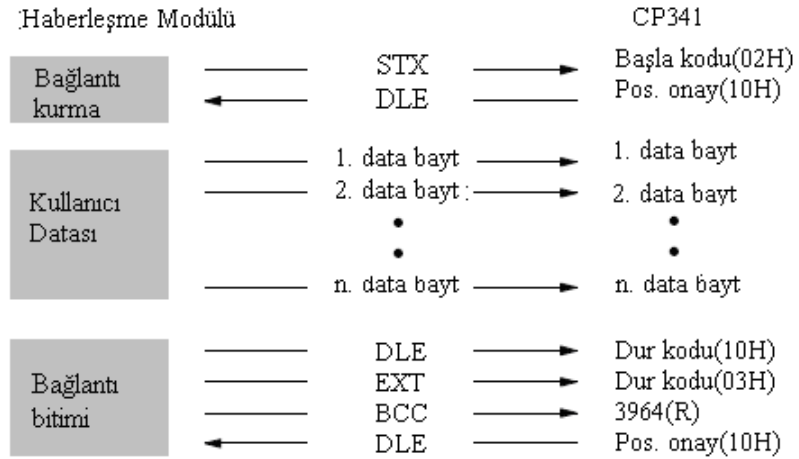 :Haberleşme Modülü CP341
Bağlantı kurma
STX Başla kodu(02H)
DLE Pos. onay(10H)
Kullanıcı Datası
1. data bayt 1. data bayt
2. data bayt : 2. data bayt
n. data bayt n. data bayt
Bağlantı bitimi
DLE Dur kodu(10H)
EXT Dur kodu(03H)
BCC 3964(R)
DLE Pos. onay(10H)